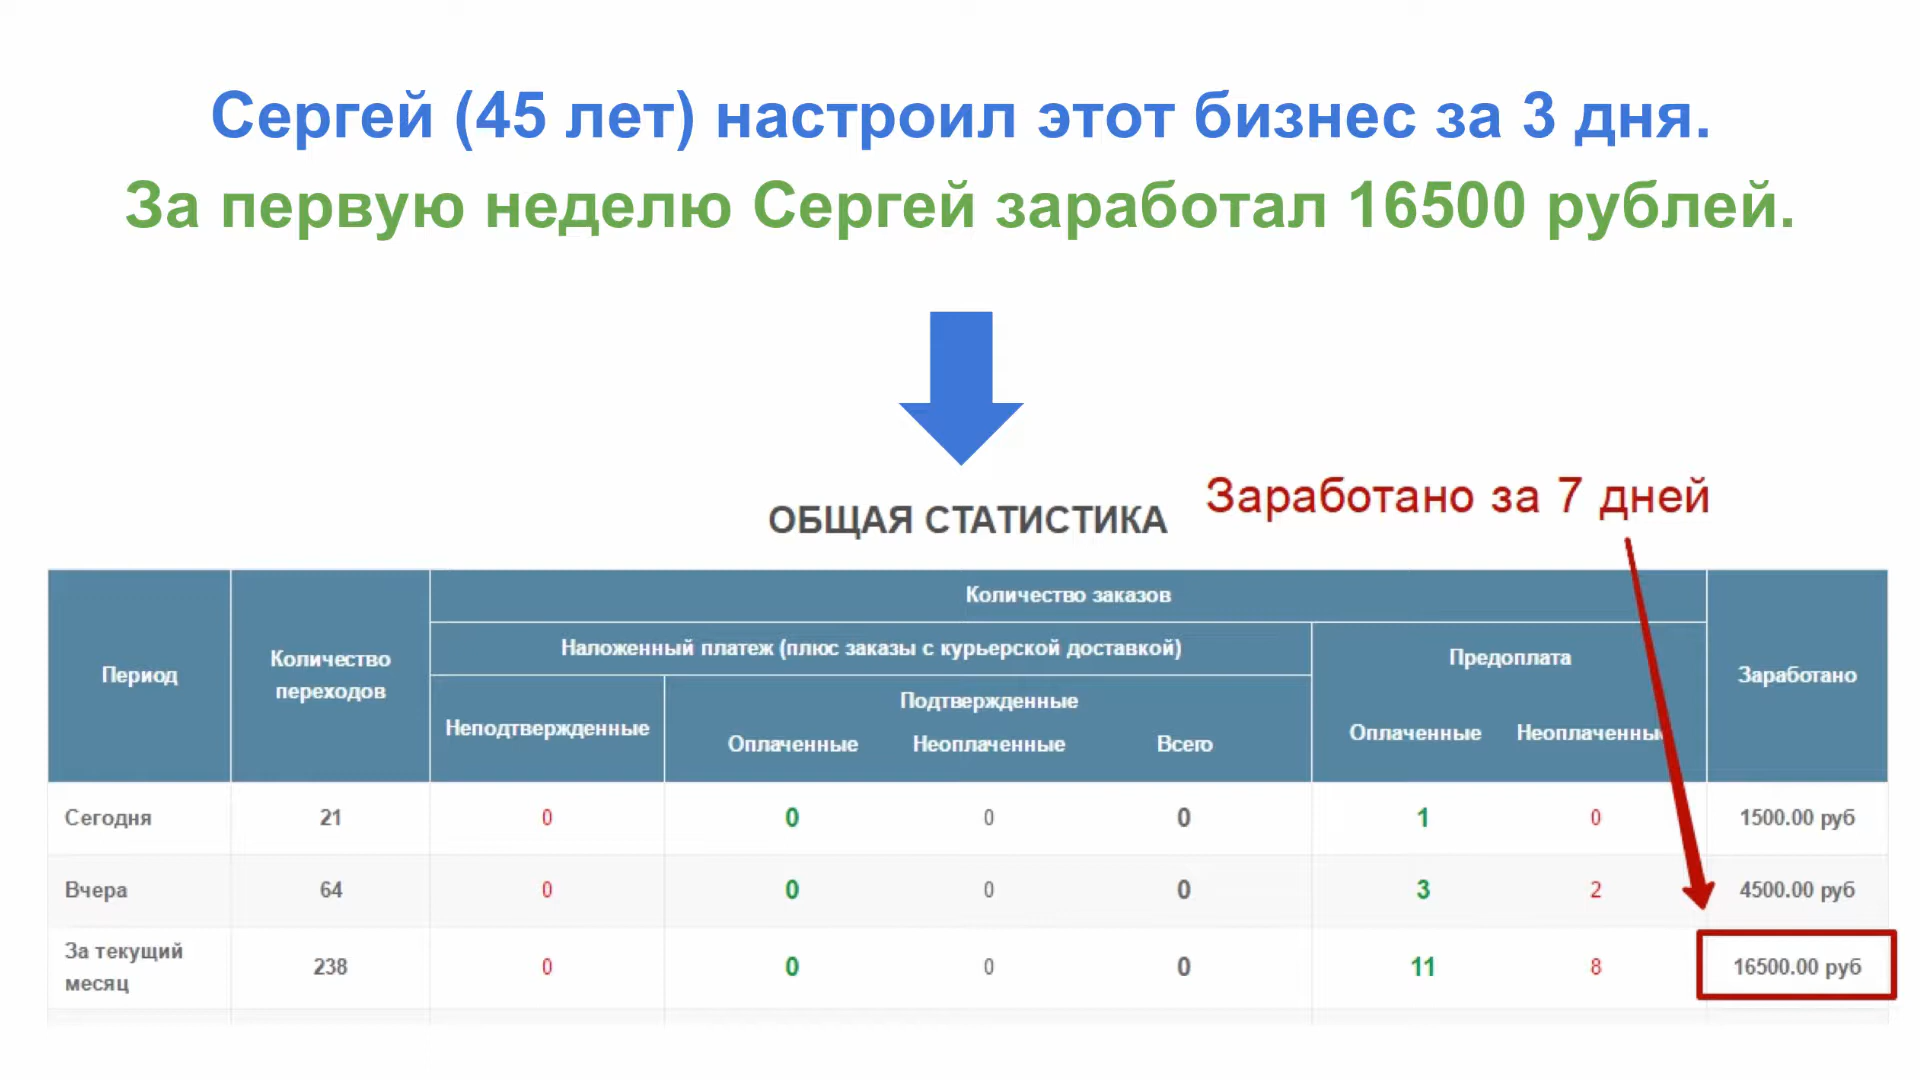 Сергей (45 лет) настроил этот бизнес за 3 дня.
За первую неделю Сергей заработал 16500 рублей.
Заработано за 7 дней
ОБЩАЯ СТАТИСТИКА
Период
Количество
переходов
Количество заказов
Наложенный платеж (плюс заказы с курьерской доставкой)
Предоплата
Заработано
Неподтвержденные
Подтвержденные
Оплаченные Неоплаченные Всего
Оплаченные Неоплаченны
Сегодня 21 0 0 0 0 1 0 1500.00 руб
Вчера 64 0 0 0 0 3 2 4500.00 руб
За текущий
месяц 238 0 0 0 0 11 8 16500.00 руб